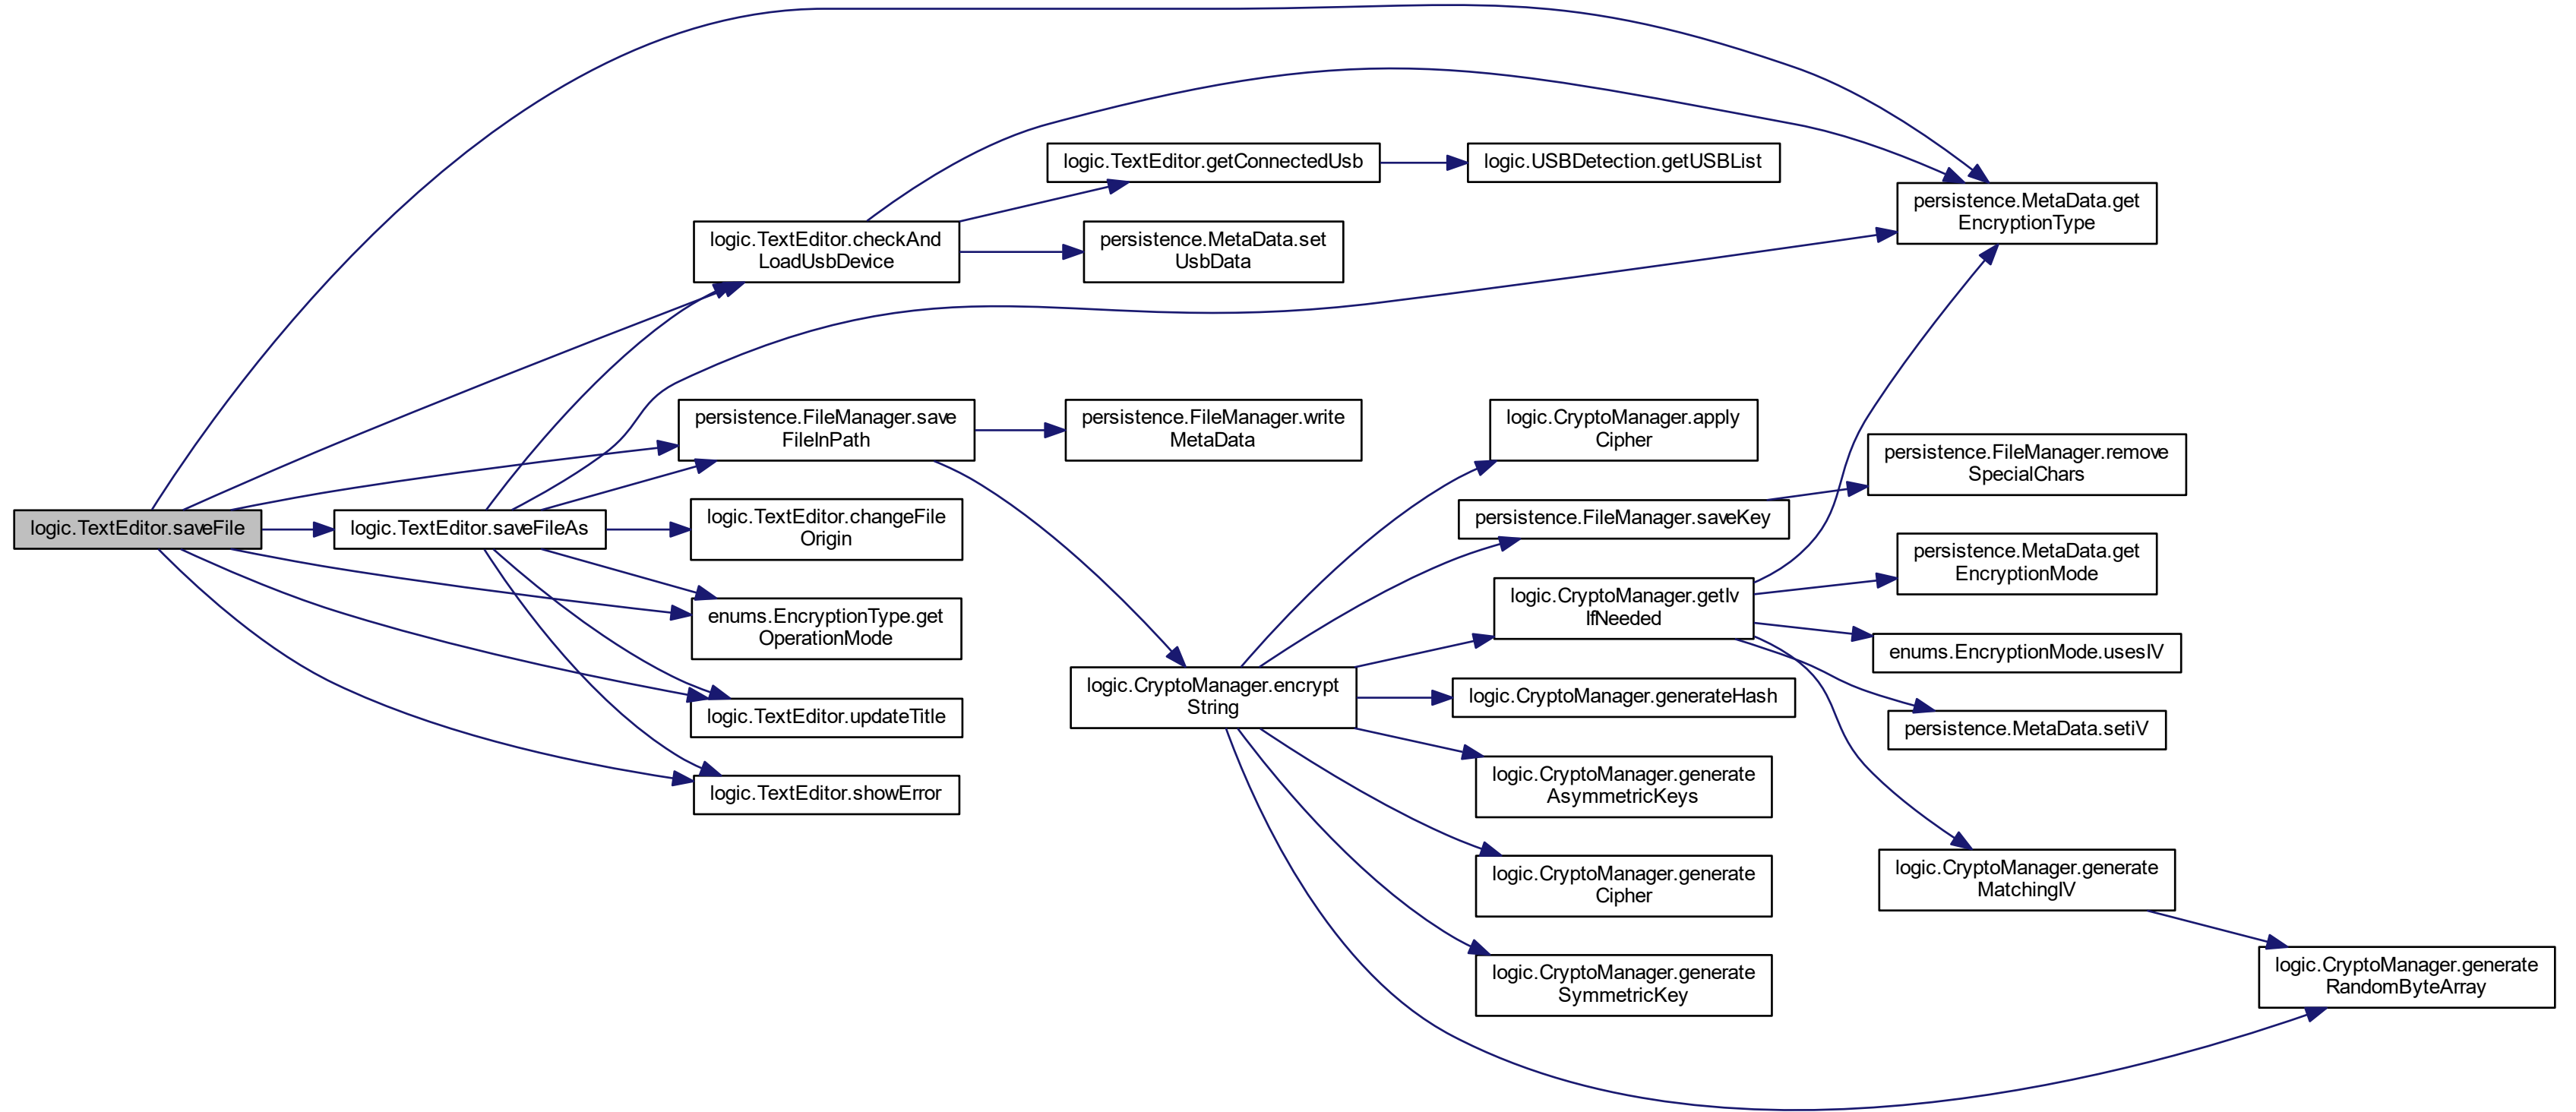 logic.TextEditor.saveFile
logic.TextEditor.saveFileAs
logic.TextEditor.checkAnd
LoadUsbDevice
persistence.FileManager.save
FileInPath
logic.TextEditor.changeFile
Origin
enums.EncryptionType.get
OperationMode
logic.TextEditor.updateTitle
logic.TextEditor.showError
logic.TextEditor.getConnectedUsb
persistence.MetaData.set
UsbData
persistence.FileManager.write
MetaData
logic.CryptoManager.encrypt
String
logic.USBDetection.getUSBList
logic.CryptoManager.apply
Cipher
persistence.FileManager.saveKey
logic.CryptoManager.getIv
IfNeeded
logic.CryptoManager.generateHash
logic.CryptoManager.generate
AsymmetricKeys
logic.CryptoManager.generate
Cipher
logic.CryptoManager.generate
SymmetricKey
persistence.MetaData.get
EncryptionType
persistence.FileManager.remove
SpecialChars
persistence.MetaData.get
EncryptionMode
enums.EncryptionMode.usesIV
persistence.MetaData.setiV
logic.CryptoManager.generate
MatchingIV
logic.CryptoManager.generate
RandomByteArray